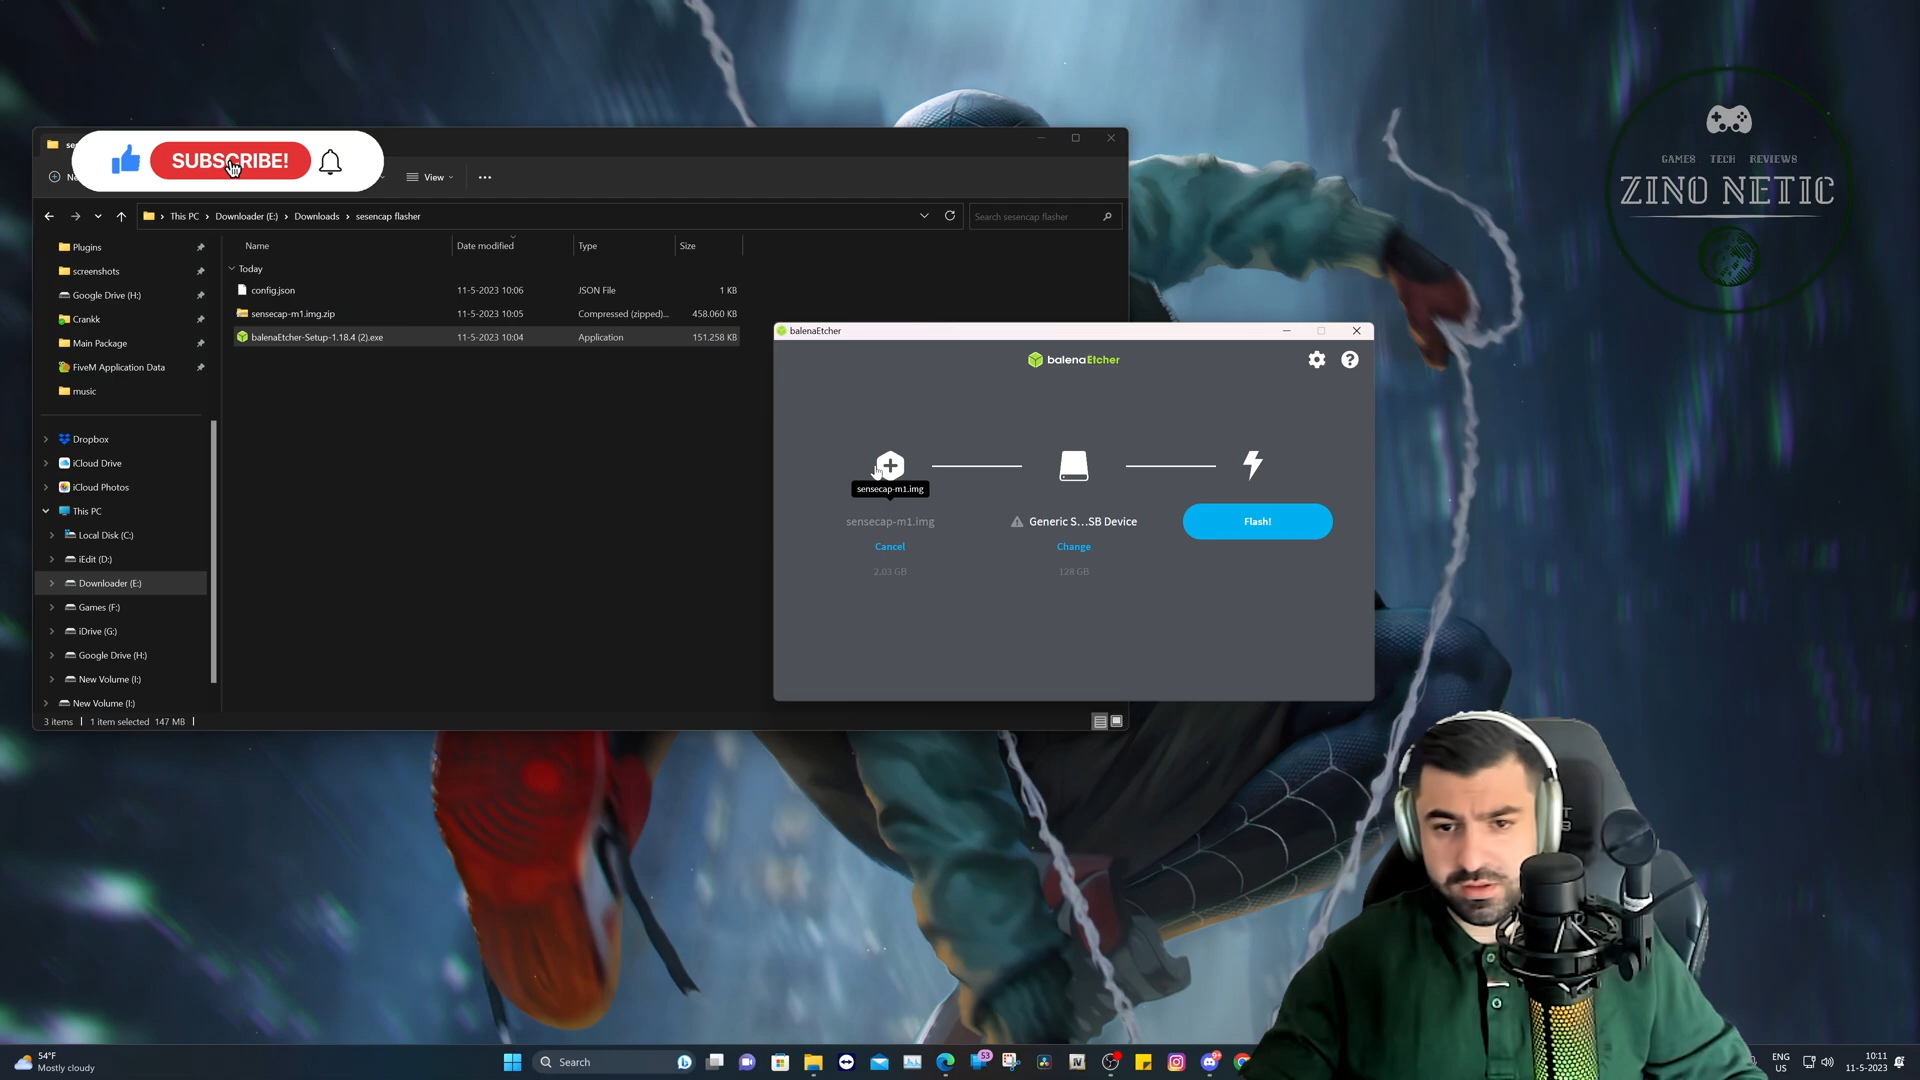 SUBSCRIBE!
View
This PC > Downloader (E:) > Downloads > sesencap flasher
Search sesencap flasher
Name Date modified Type Size
Today
config.json 11-5-2023 10:06 JSON File 1 KB
sensecap-m1.img.zip 11-5-2023 10:05 Compressed (zipped)... 458.060 KB
balenaEtcher-Setup-1.18.4 (2).exe 11-5-2023 10:04 Application 151.258 KB
Plugins
screenshots
Google Drive (H:)
Crankk
Main Package
FiveM Application Data
music
Dropbox
iCloud Drive
iCloud Photos
This PC
Local Disk (C:)
iEdit (D:)
Downloader (E:)
Games (F:)
iDrive (G:)
Google Drive (H:)
New Volume (I:)
New Volume (I:)
3 items 1 item selected 147 MB
balenaEtcher
balenaEtcher
sensecap-m1.img
sensecap-m1.img
Cancel
2.03 GB
Generic S...SB Device
Change
128 GB
Flash!
GAMES TECH REVIEWS
ZINO NETIC
54°F
Mostly cloudy
Search
53
ENG
US
10:11
11-5-2023